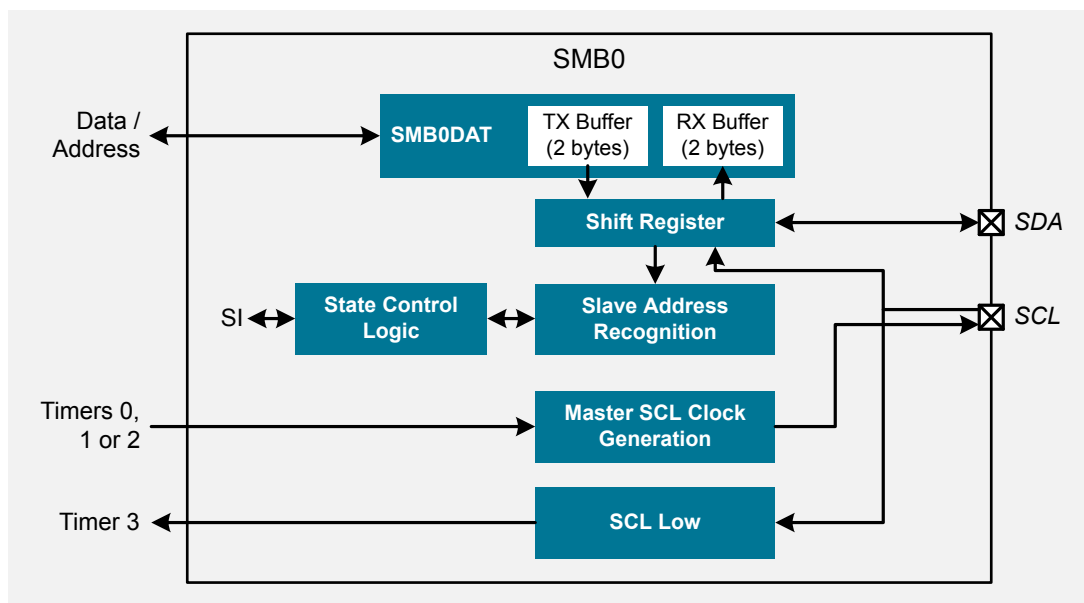 SMB0
Data /
Address
SMB0DAT
TX Buffer
(2 bytes)
RX Buffer
(2 bytes)
Shift Register
SDA
SI
State Control
Logic
Slave Address
Recognition
SCL
Timers 0,
1 or 2
Master SCL Clock
Generation
Timer 3
SCL Low